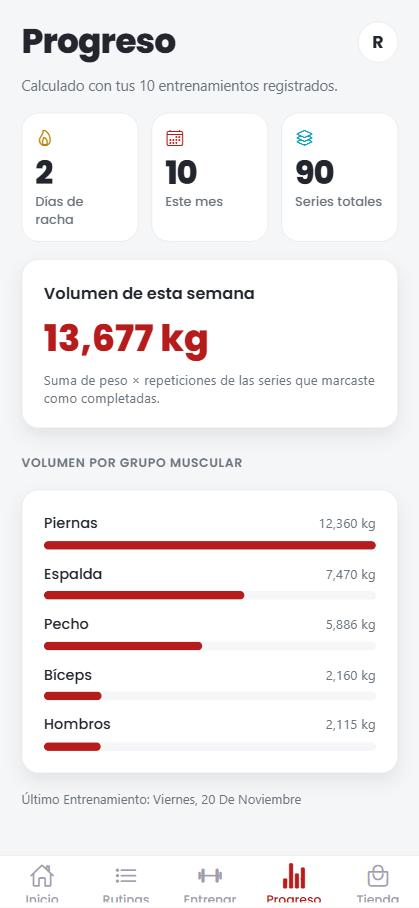 Progreso
R
Calculado con tus 10 entrenamientos registrados.
2
Días de
racha
10
Este mes
90
Series totales
Volumen de esta semana
13,677 kg
Suma de peso × repeticiones de las series que marcaste
como completadas.
VOLUMEN POR GRUPO MUSCULAR
Piernas 12,360 kg
Espalda 7,470 kg
Pecho 5,886 kg
Bíceps 2,160 kg
Hombros 2,115 kg
Último Entrenamiento: Viernes, 20 De Noviembre
Inicio Rutinas Entrenar Progreso Tienda